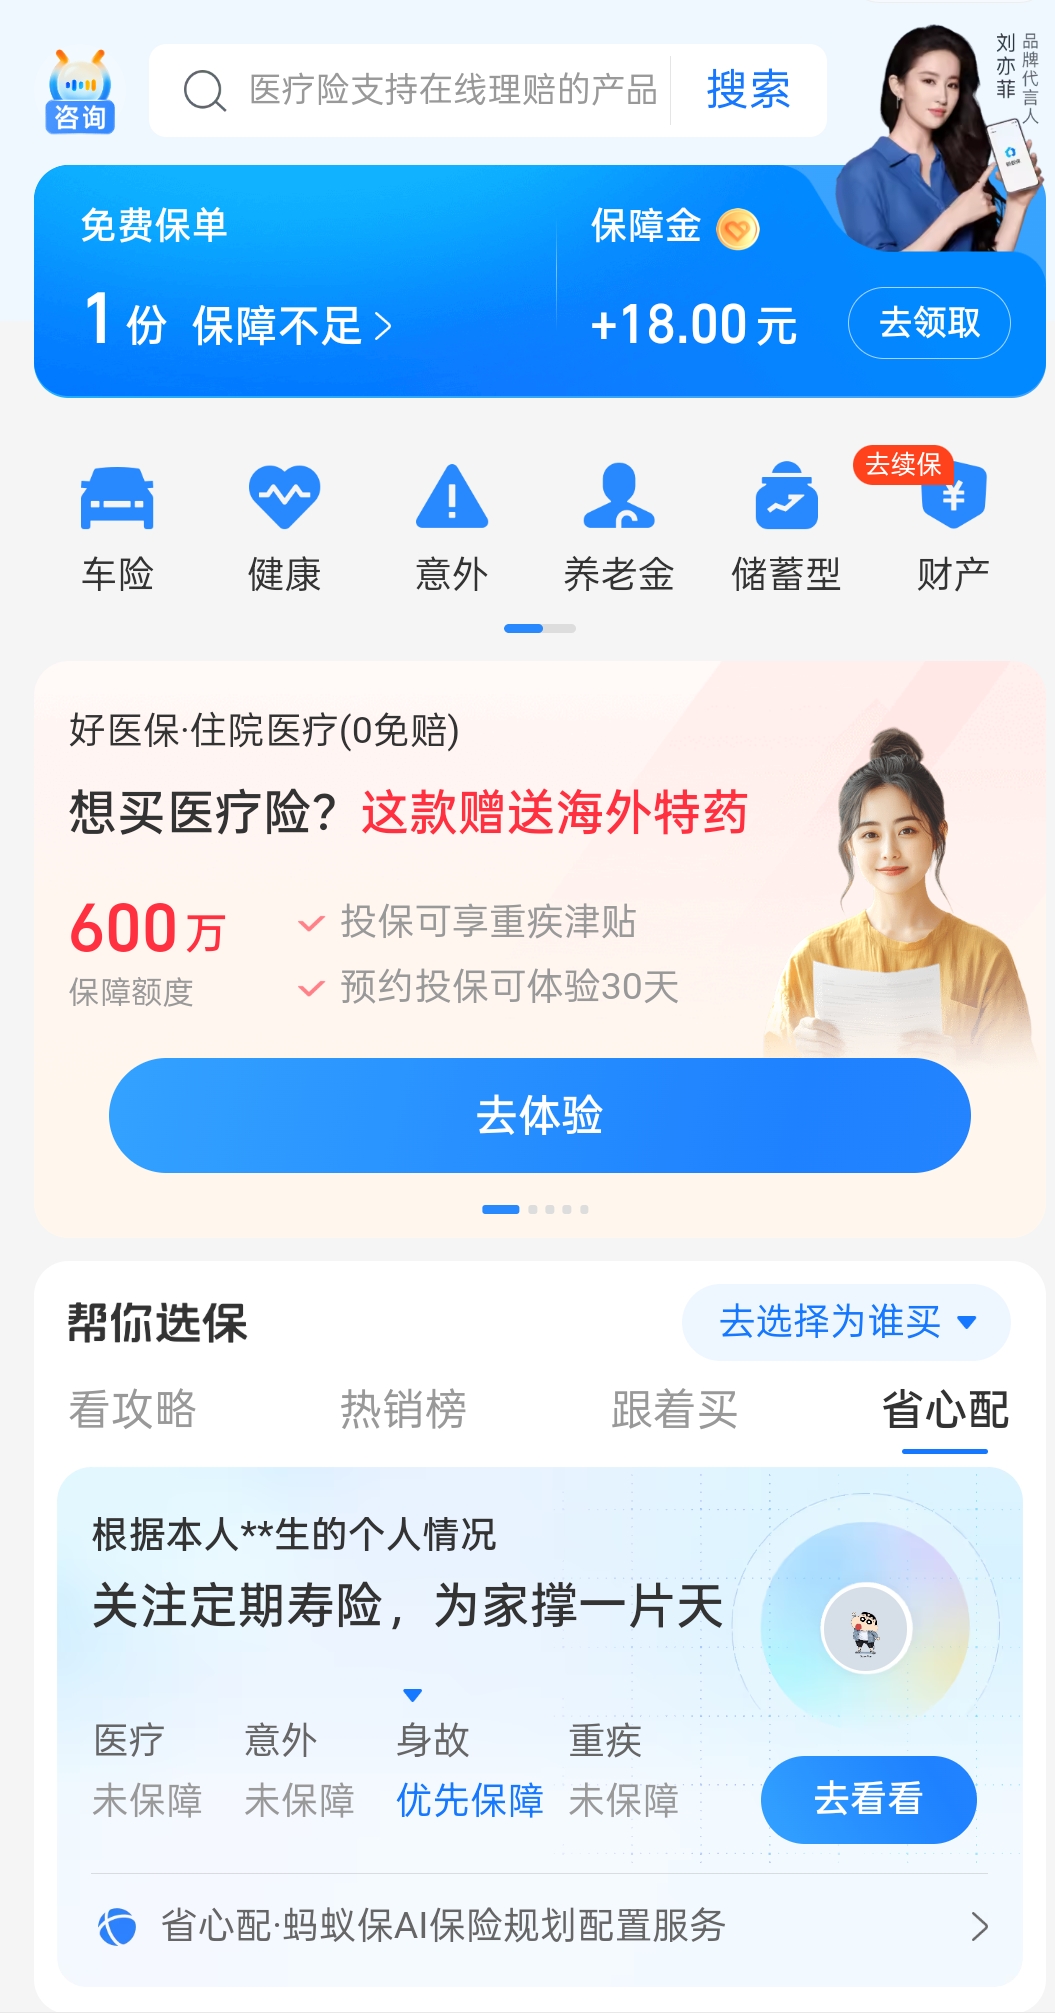 咨询
医疗险支持在线理赔的产品
搜索
刘亦菲
品牌代言人
免费保单
1份 保障不足
保障金
+18.00元
去领取
去续保
车险
健康
意外
养老金
储蓄型
财产
好医保·住院医疗(0免赔)
想买医疗险？这款赠送海外特药
600万
保障额度
投保可享重疾津贴
预约投保可体验30天
去体验
帮你选保
去选择为谁买
看攻略
热销榜
跟着买
省心配
根据本人**生的个人情况
关注定期寿险，为家撑一片天
医疗
意外
身故
重疾
未保障
未保障
优先保障
未保障
去看看
省心配·蚂蚁保AI保险规划配置服务